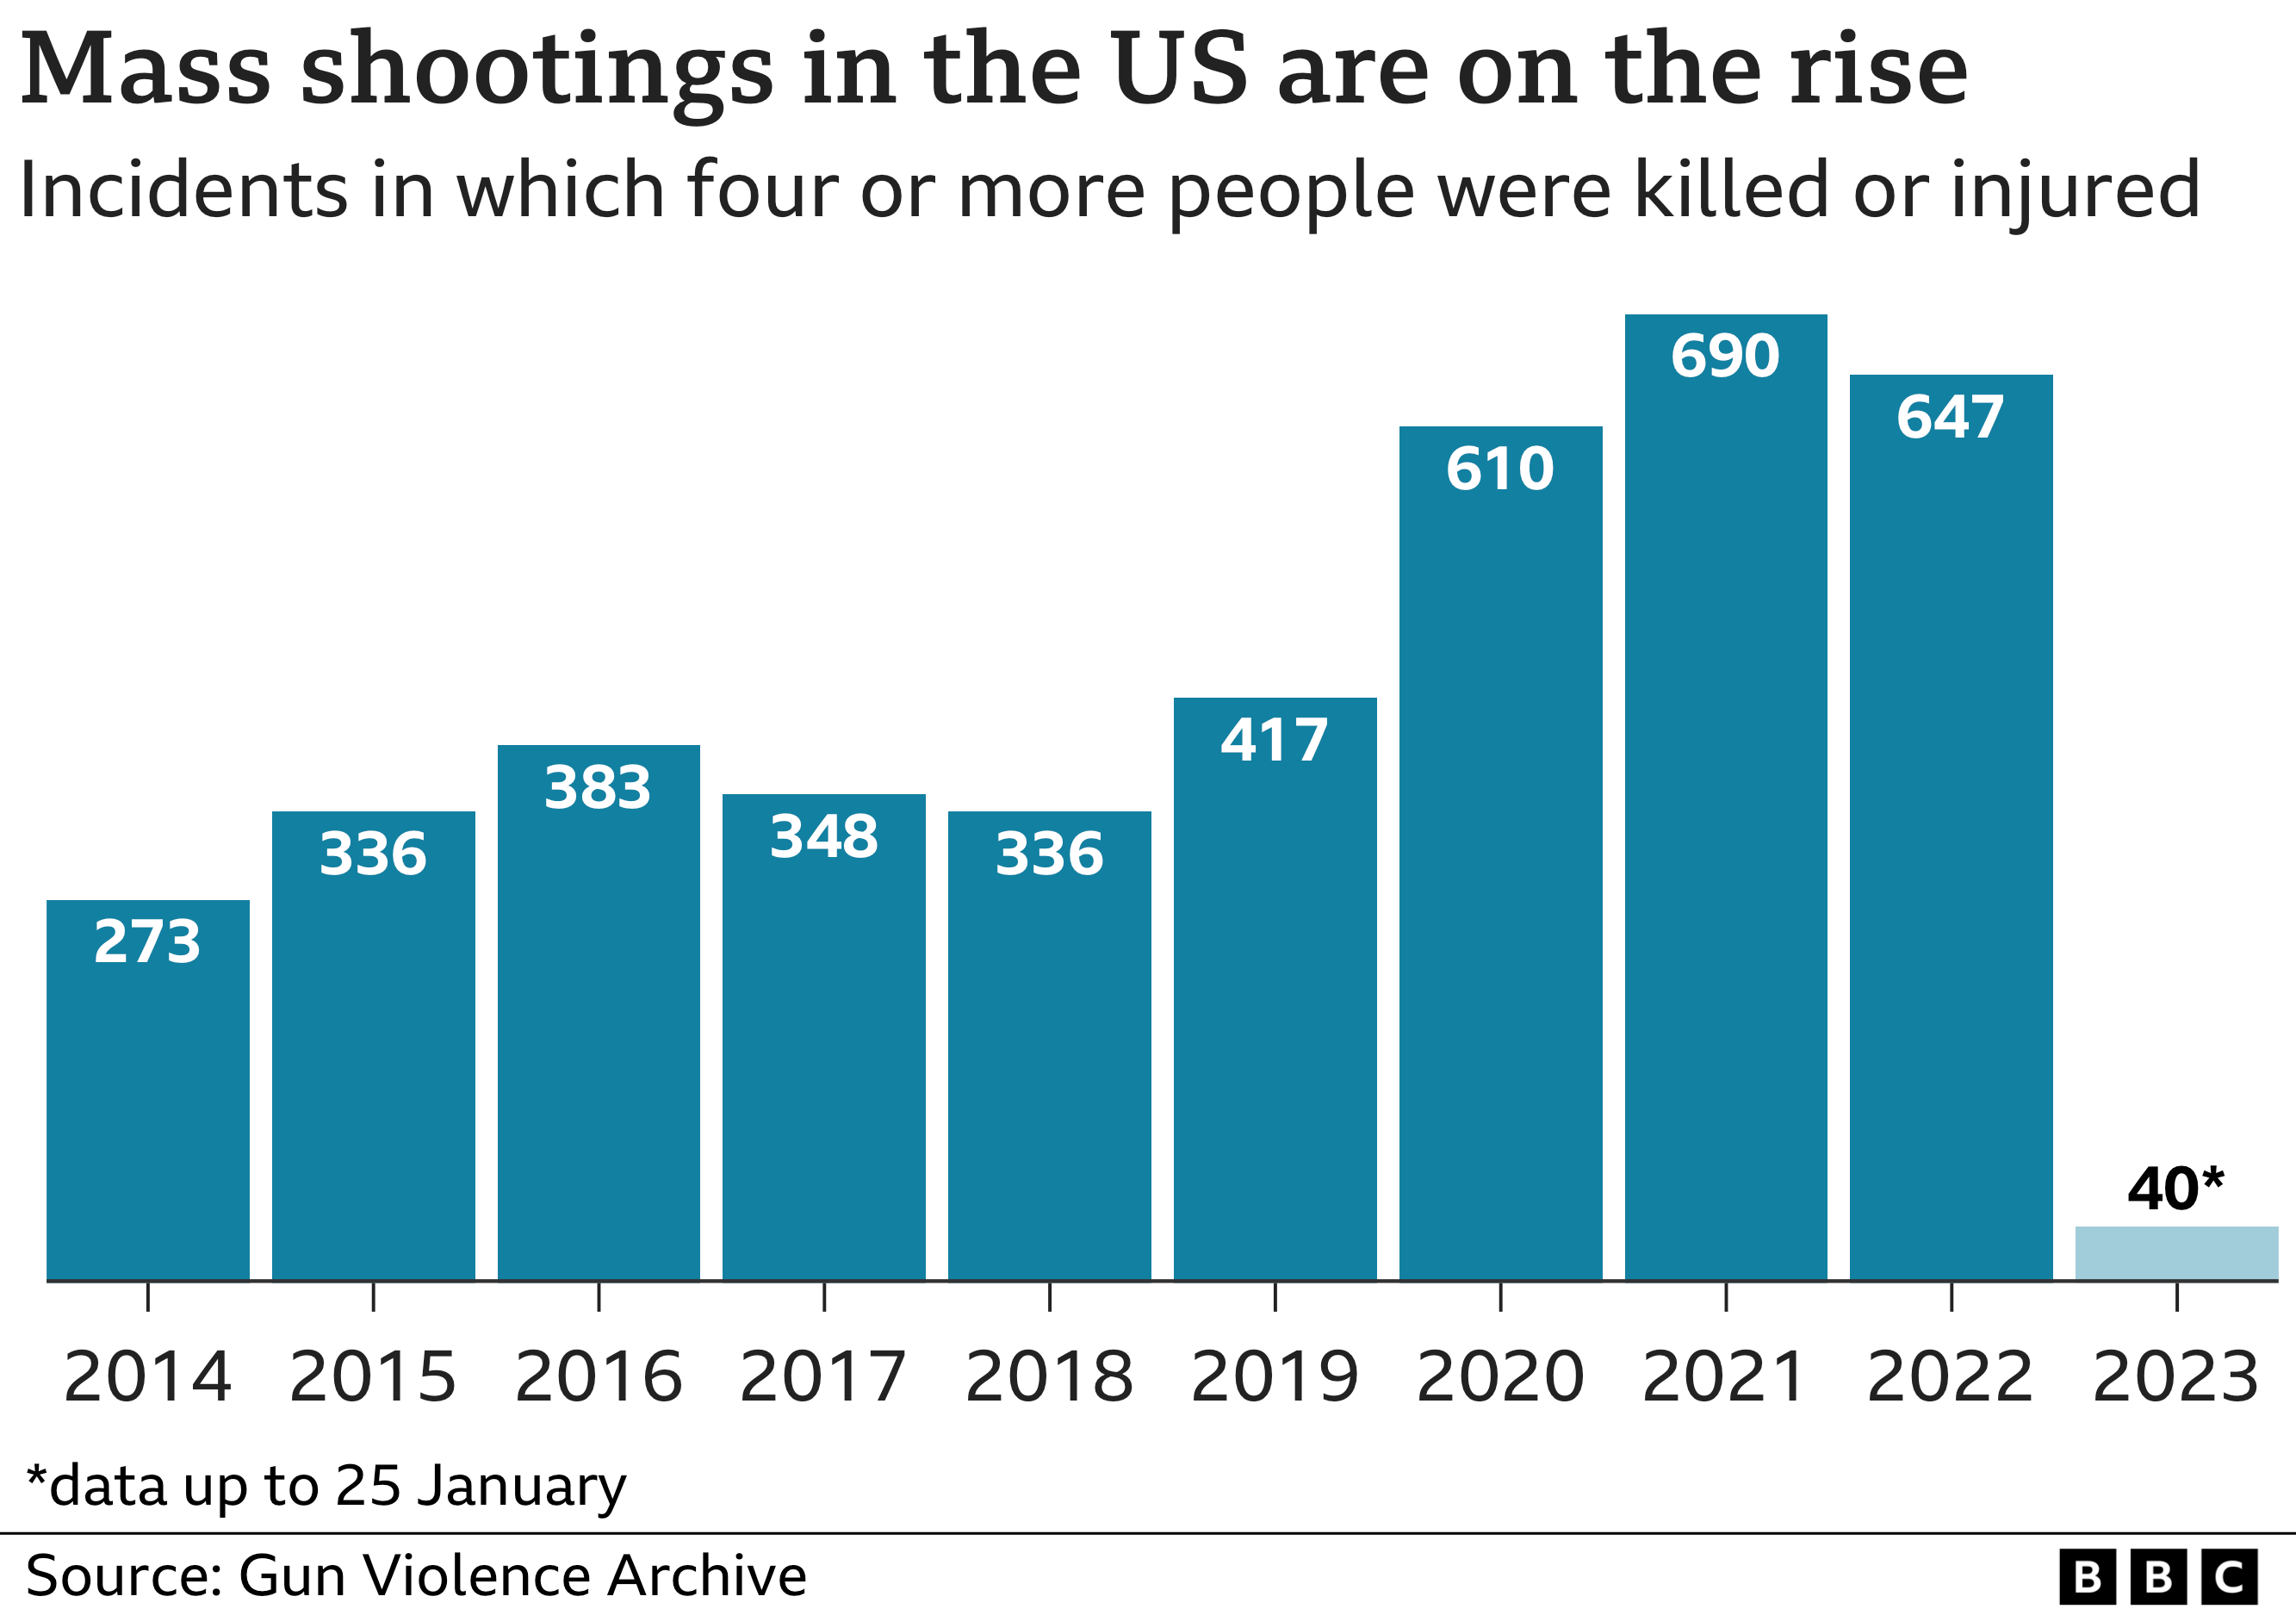 Mass shootings in the US are on the rise
Incidents in which four or more people were killed or injured
273
336
383
348
336
417
610
690
647
40*
2014 2015 2016 2017 2018 2019 2020 2021 2022 2023
*data up to 25 January
Source: Gun Violence Archive
BBC